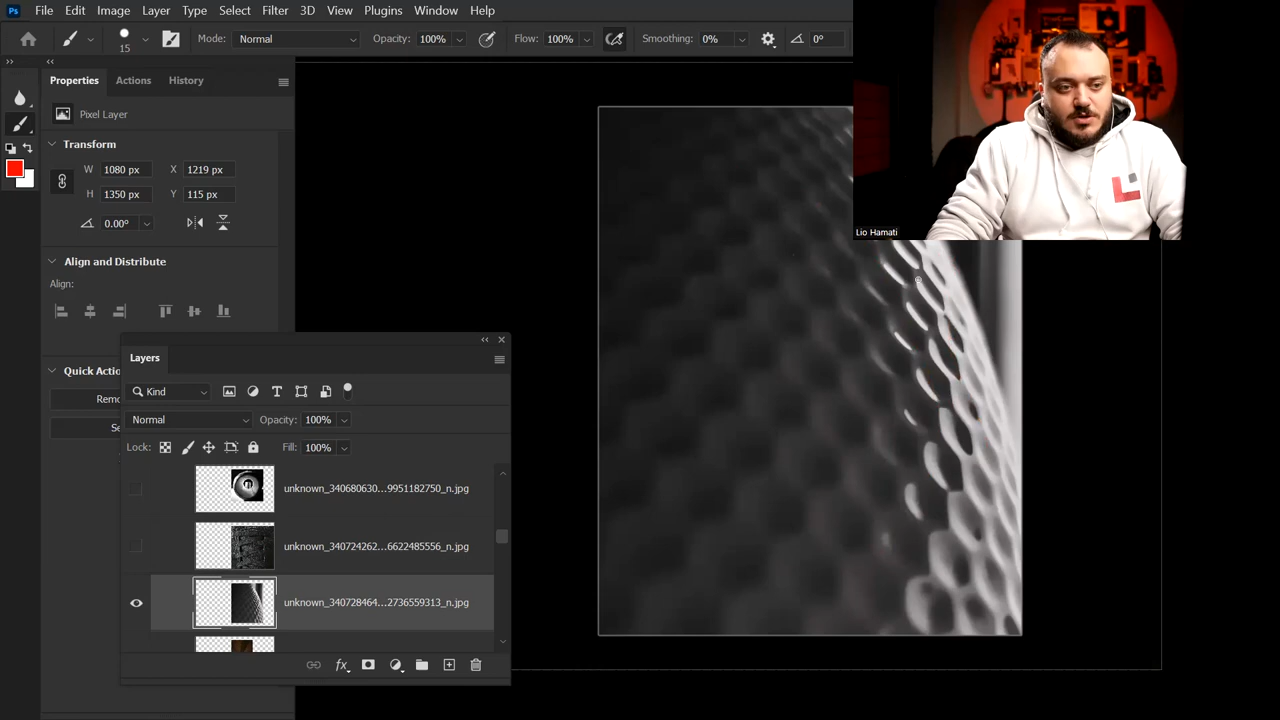 Ps File Edit Image Layer Type Select Filter 3D View Plugins Window Help
15 Mode: Normal Opacity: 100% Flow: 100% Smoothing: 0% 0°
Properties Actions History
Pixel Layer
Transform
W 1080 px X 1219 px
H 1350 px Y 115 px
0.00°
Align and Distribute
Align:
Quick Actio
Remo
Se
Layers
Kind
Normal Opacity: 100%
Lock: Fill: 100%
unknown_340680630...9951182750_n.jpg
unknown_340724262...6622485556_n.jpg
unknown_340728464...2736559313_n.jpg
fx
Lio Hamati